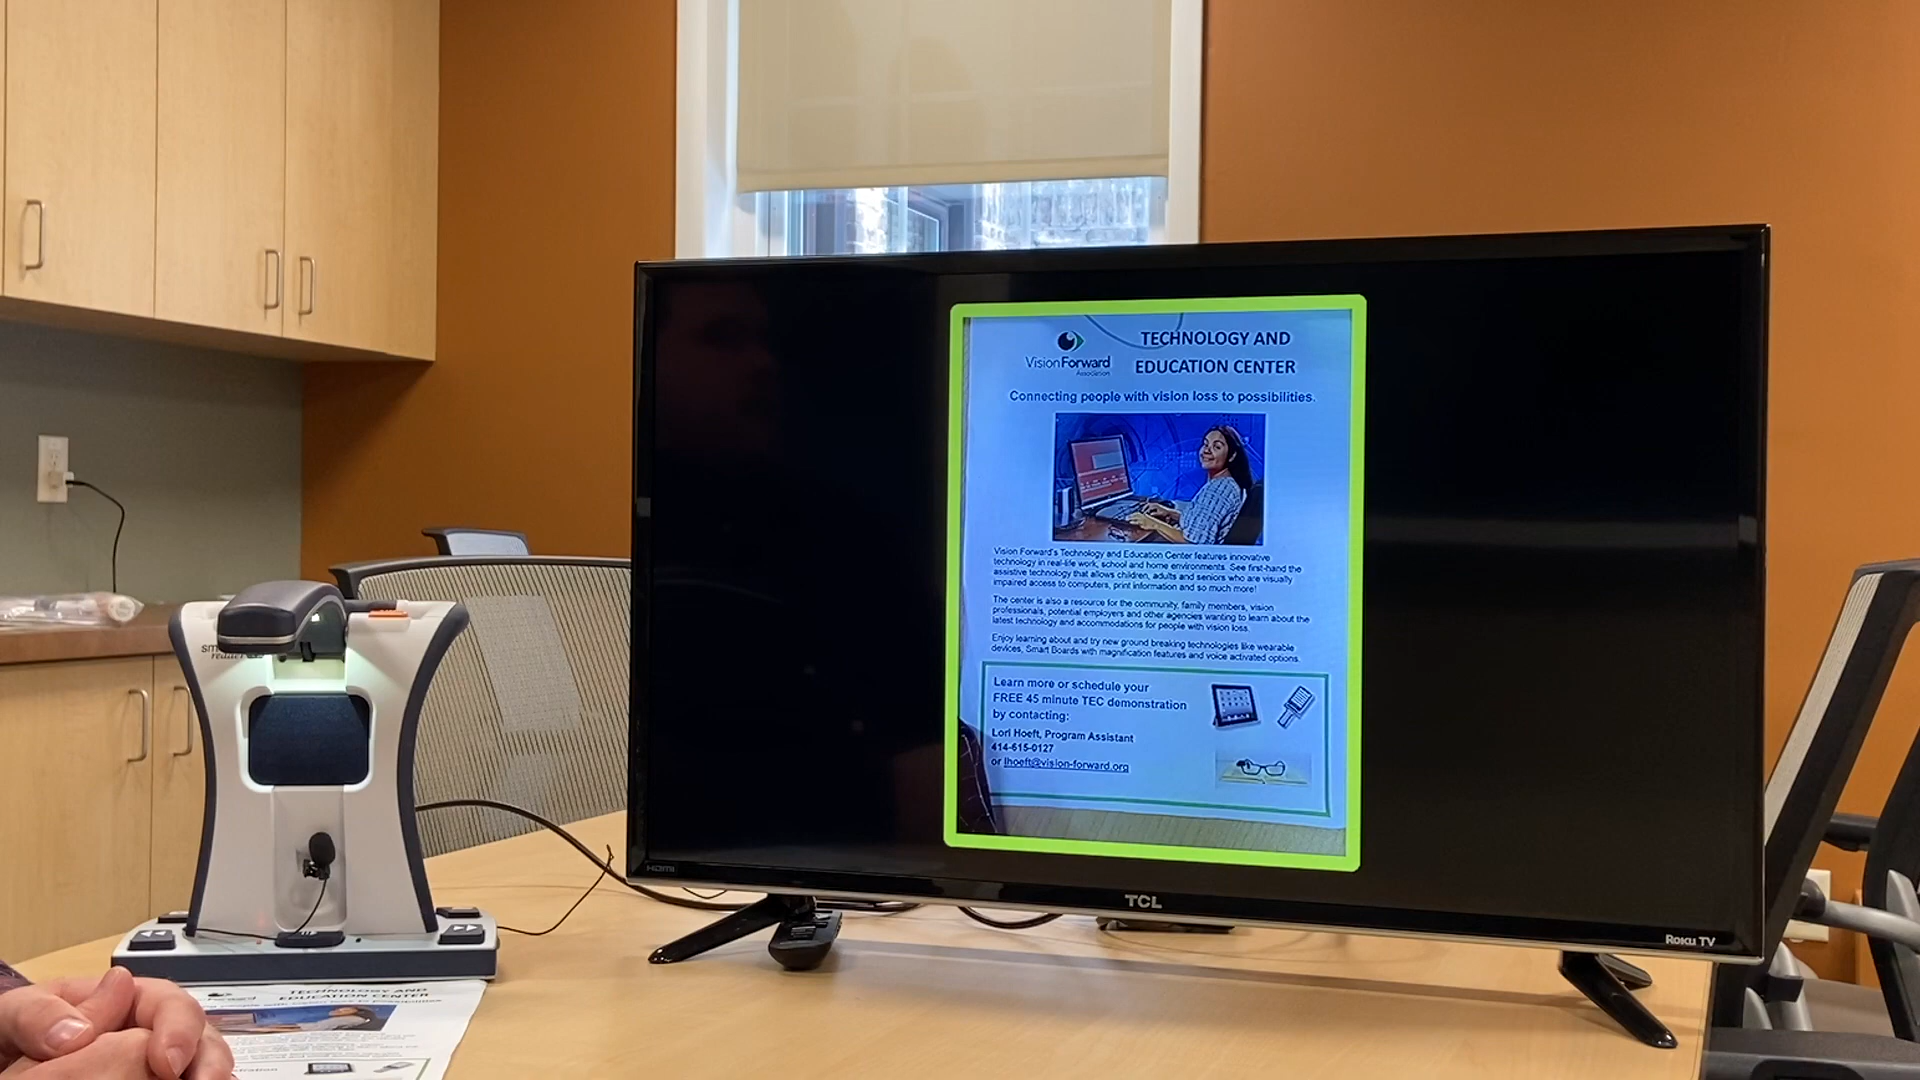 TECHNOLOGY AND
EDUCATION CENTER
VisionForward
Association
Connecting people with vision loss to possibilities.
Vision Forward's Technology and Education Center features innovative
technology in real-life work, school and home environments. See first-hand the
assistive technology that allows children, adults and seniors who are visually
impaired access to computers, print information and so much more!
The center is also a resource for the community, family members, vision
professionals, potential employers and other agencies wanting to learn about the
latest technology and accommodations for people with vision loss.
Enjoy learning about and try new ground breaking technologies like wearable
devices, Smart Boards with magnification features and voice activated options.
Learn more or schedule your
FREE 45 minute TEC demonstration
by contacting:
Lori Hoeft, Program Assistant
414-615-0127
or lhoeft@vision-forward.org
HDMI
TCL
Roku TV
reader
TECHNOLOGY AND
EDUCATION CENTER